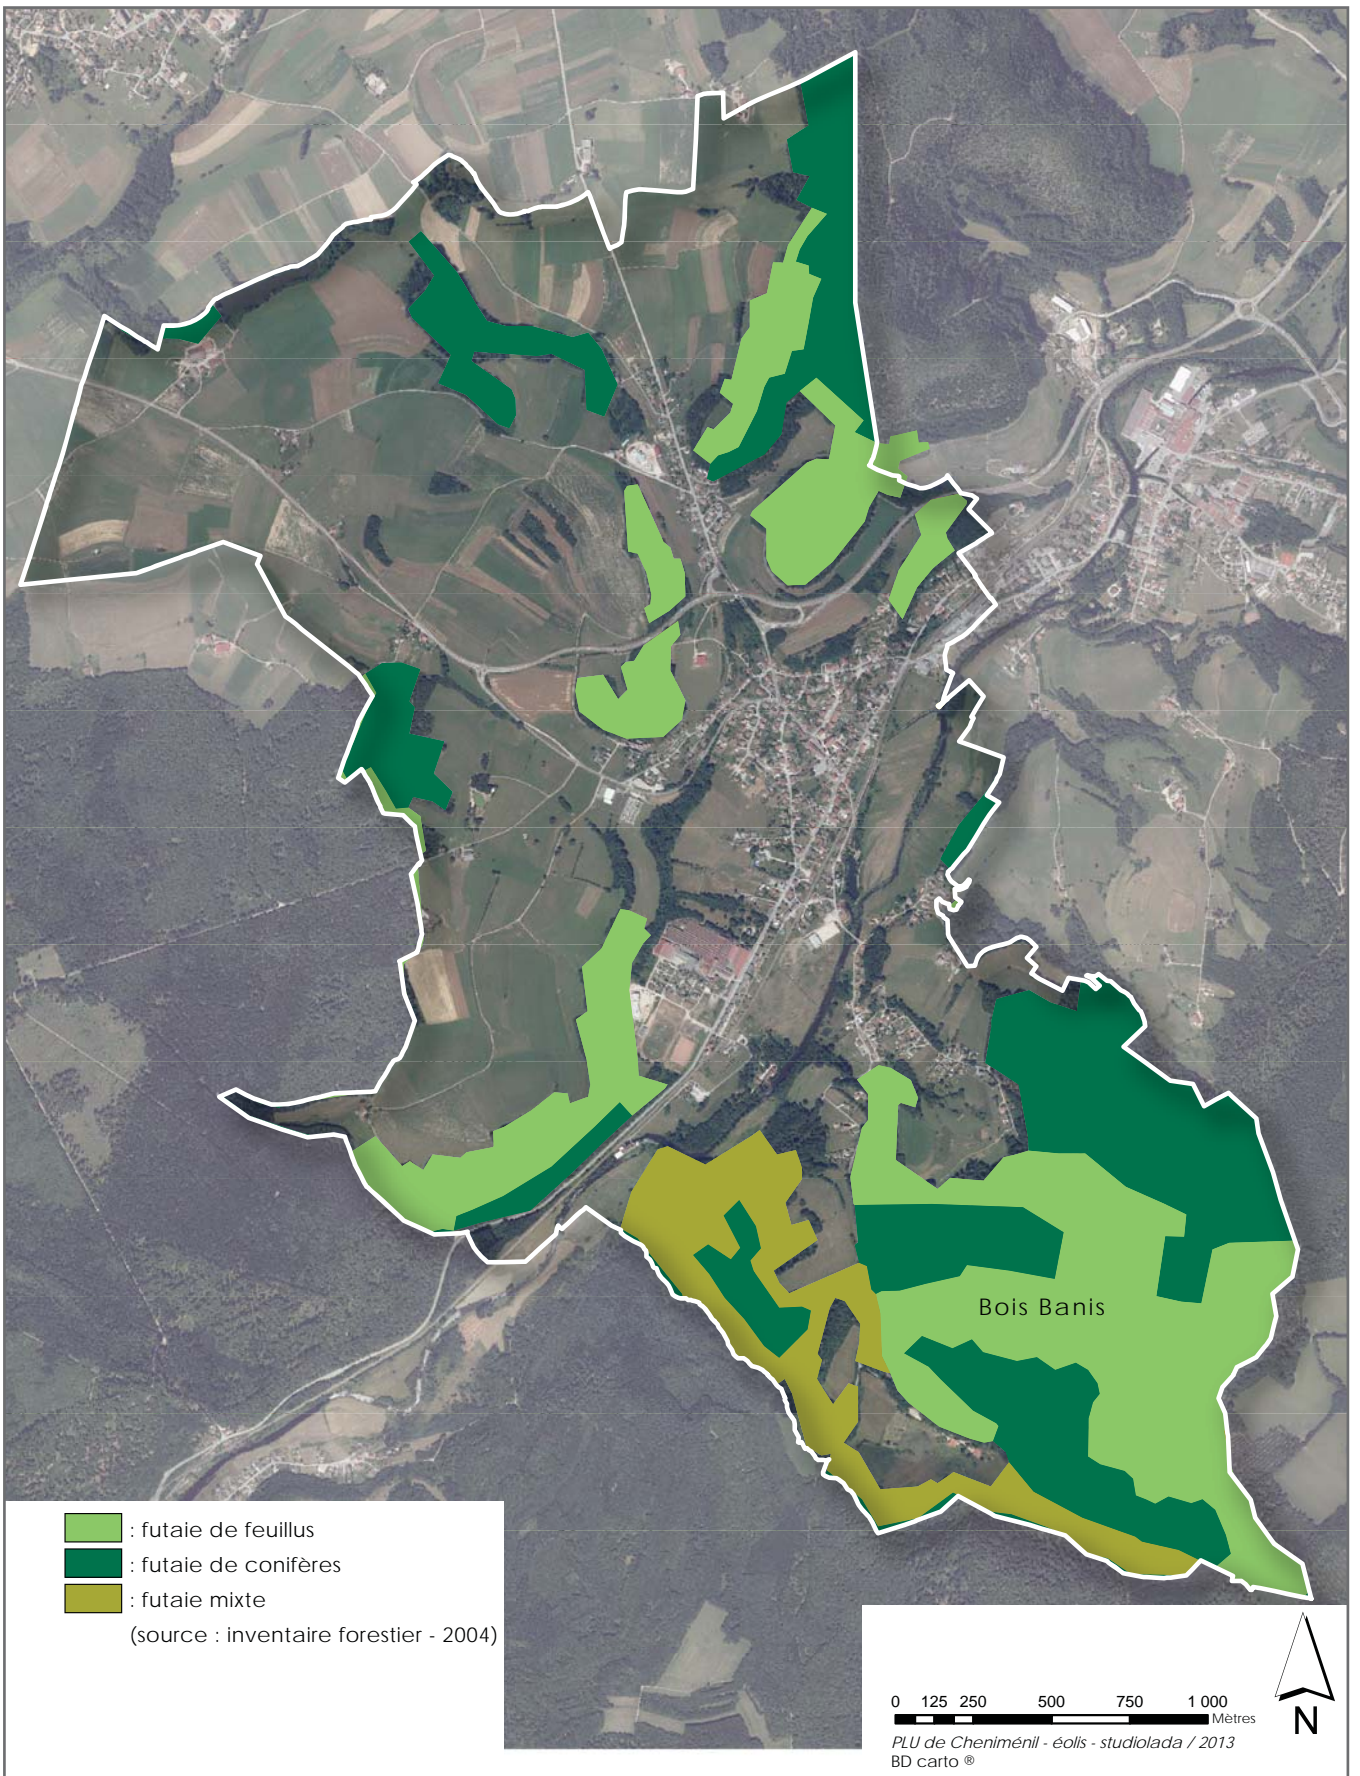 Bois Banis
: futaie de feuillus
: futaie de conifères
: futaie mixte
(source : inventaire forestier - 2004)
0 125 250 500 750 1 000
Mètres
N
PLU de Cheniménil - éolis - studiolada / 2013
BD carto ®